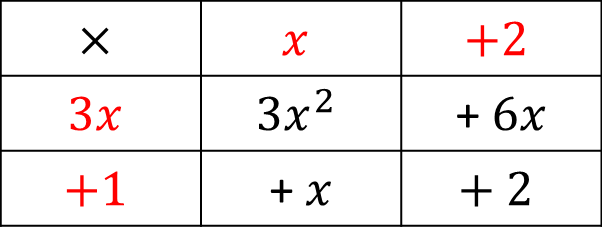 × x +2
3x 3x² + 6x
+1 + x + 2